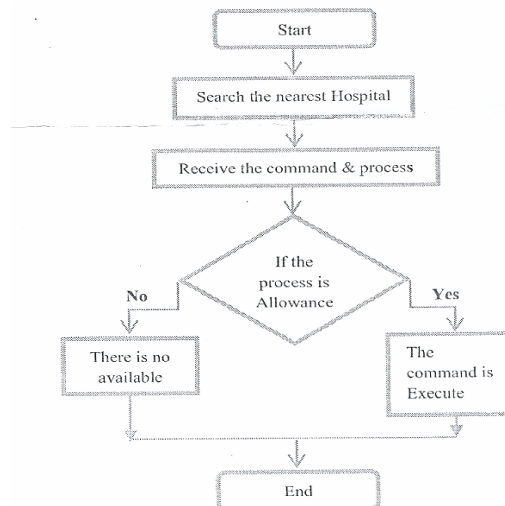 Start
Search the nearest Hospital
Receive the command & process
If the
process is
Allowance
No
Yes
There is no
available
The
command is
Execute
End